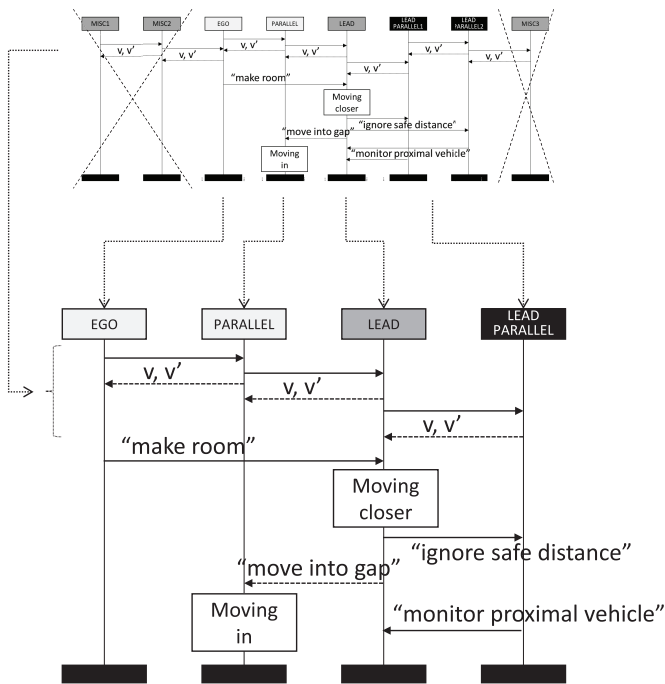 MISC1
MISC2
EGO
PARALLEL
LEAD
LEAD
PARALLEL1
LEAD
PARALLEL2
MISC3
v, v’
v, v’
v, v’
v, v’
v, v’
v, v’
v, v’
“make room”
Moving
closer
“ignore safe distance”
“move into gap”
Moving
in
“monitor proximal vehicle”
EGO
PARALLEL
LEAD
LEAD
PARALLEL
v, v’
v, v’
v, v’
“make room”
Moving
closer
“ignore safe distance”
“move into gap”
Moving
in
“monitor proximal vehicle”